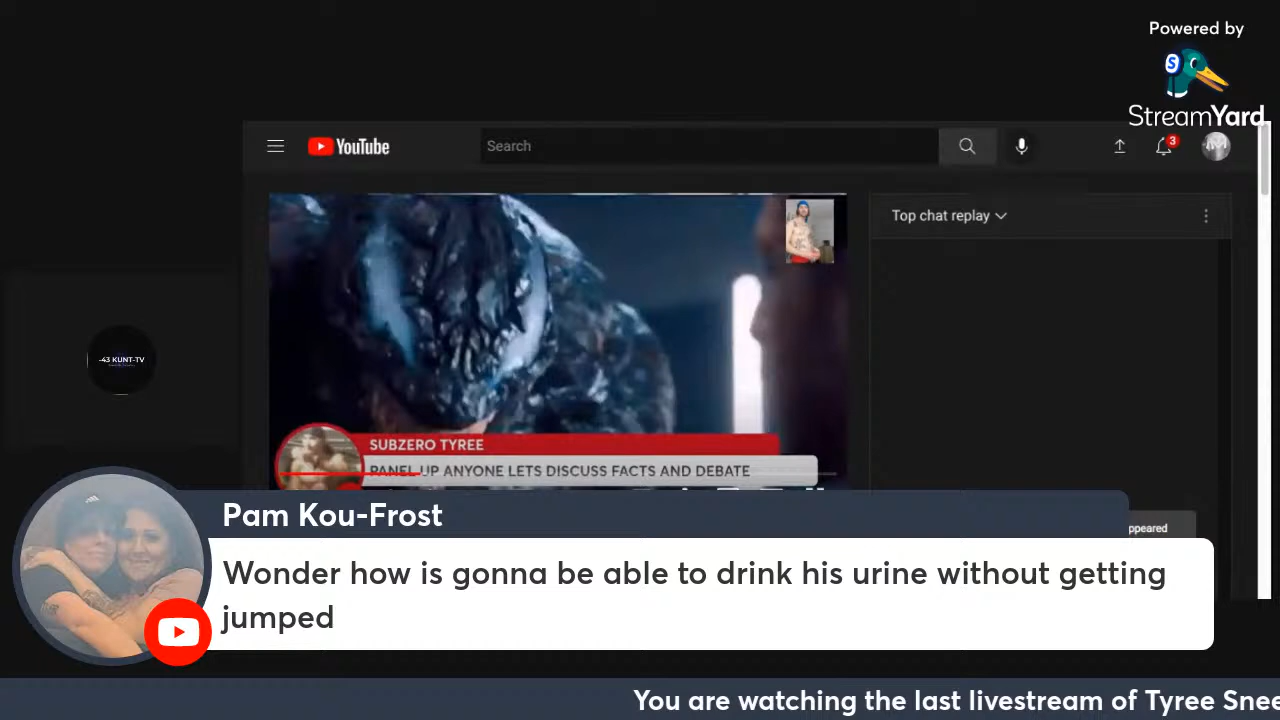 Powered by
StreamYard
YouTube
Search
3
Top chat replay
-43 KUNT-TV
SUBZERO TYREE
PANEL UP ANYONE LETS DISCUSS FACTS AND DEBATE
Pam Kou-Frost
Wonder how is gonna be able to drink his urine without getting
jumped
You are watching the last livestream of Tyree